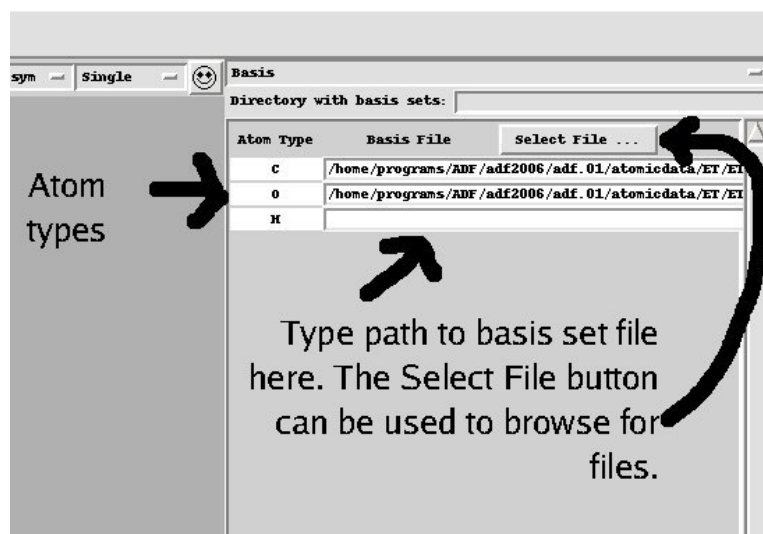 sym Single Basis
Directory with basis sets:
Atom Type Basis File Select File ...
C /home/programs/ADF/adf2006/adf.01/atomicdata/ET/ET
O /home/programs/ADF/adf2006/adf.01/atomicdata/ET/ET
H
Atom
types
Type path to basis set file
here. The Select File button
can be used to browse for
files.